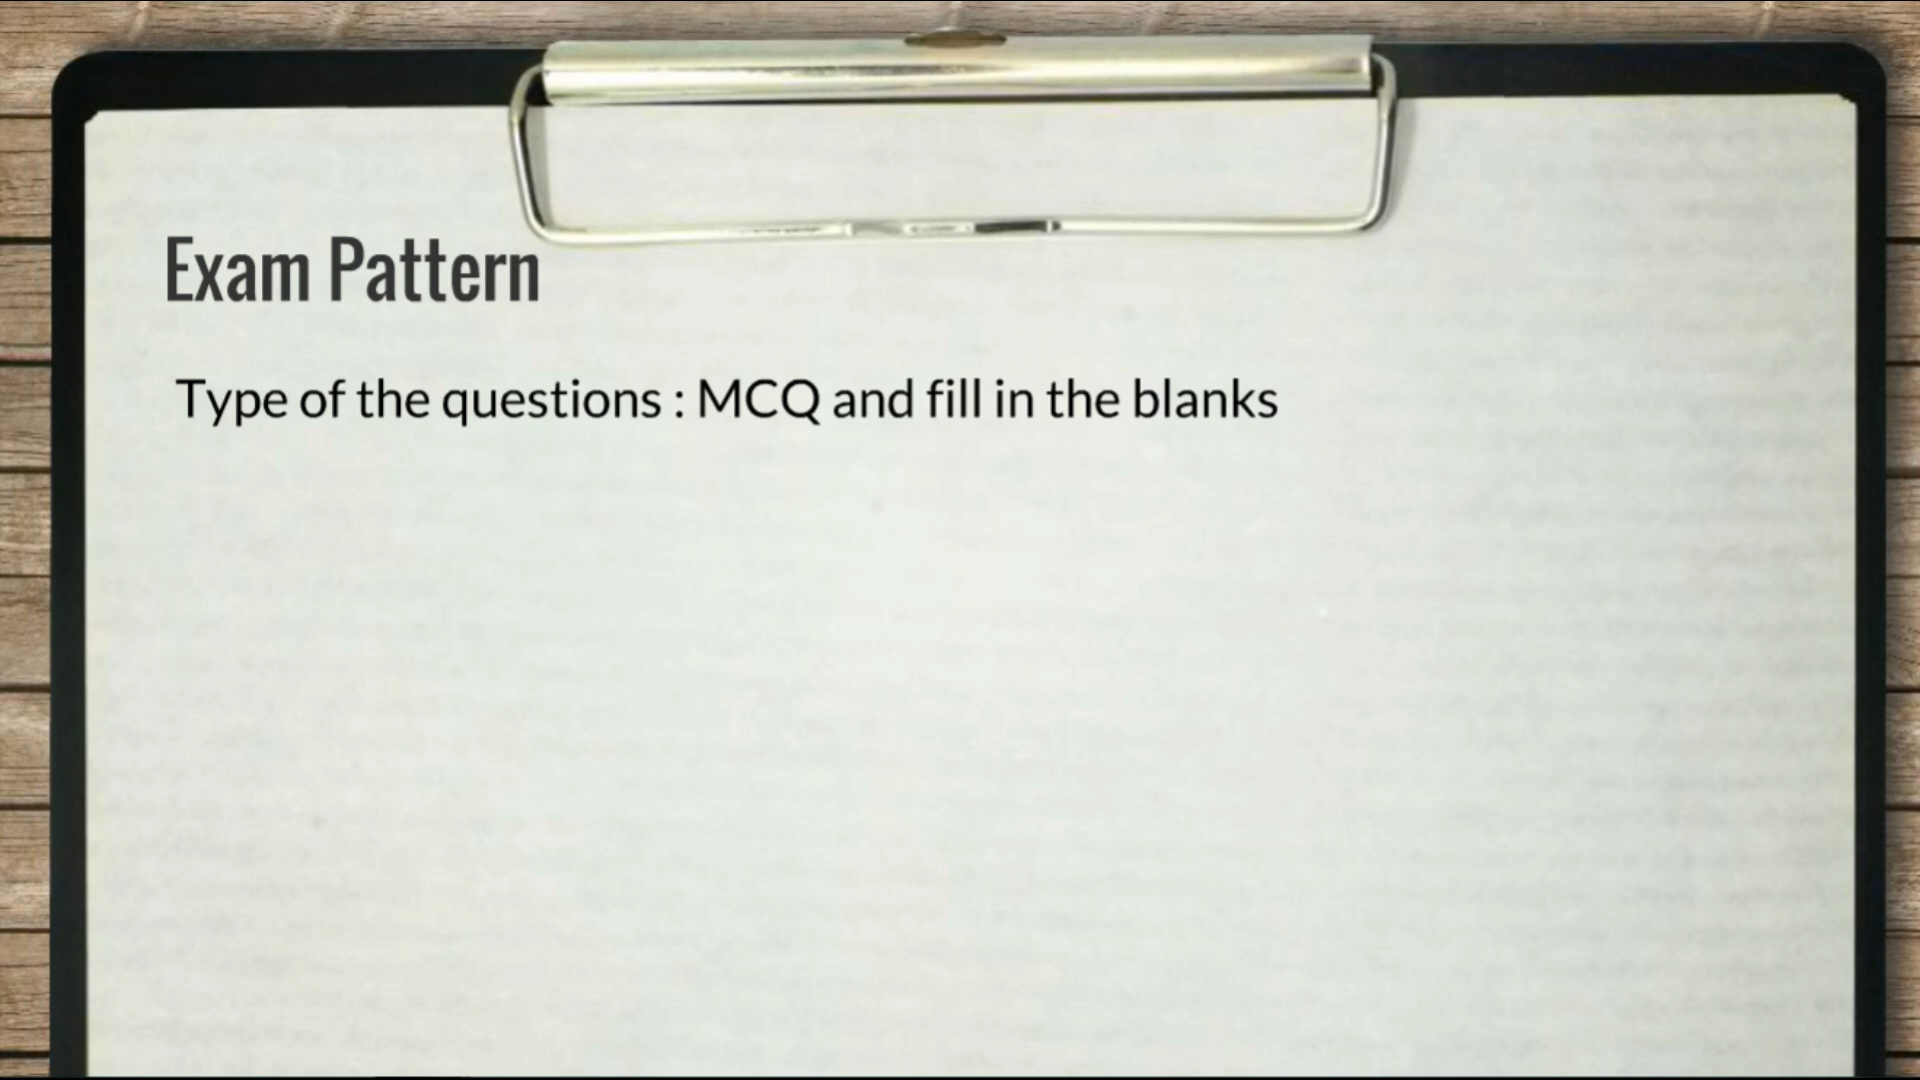 Exam Pattern
Type of the questions : MCQ and fill in the blanks